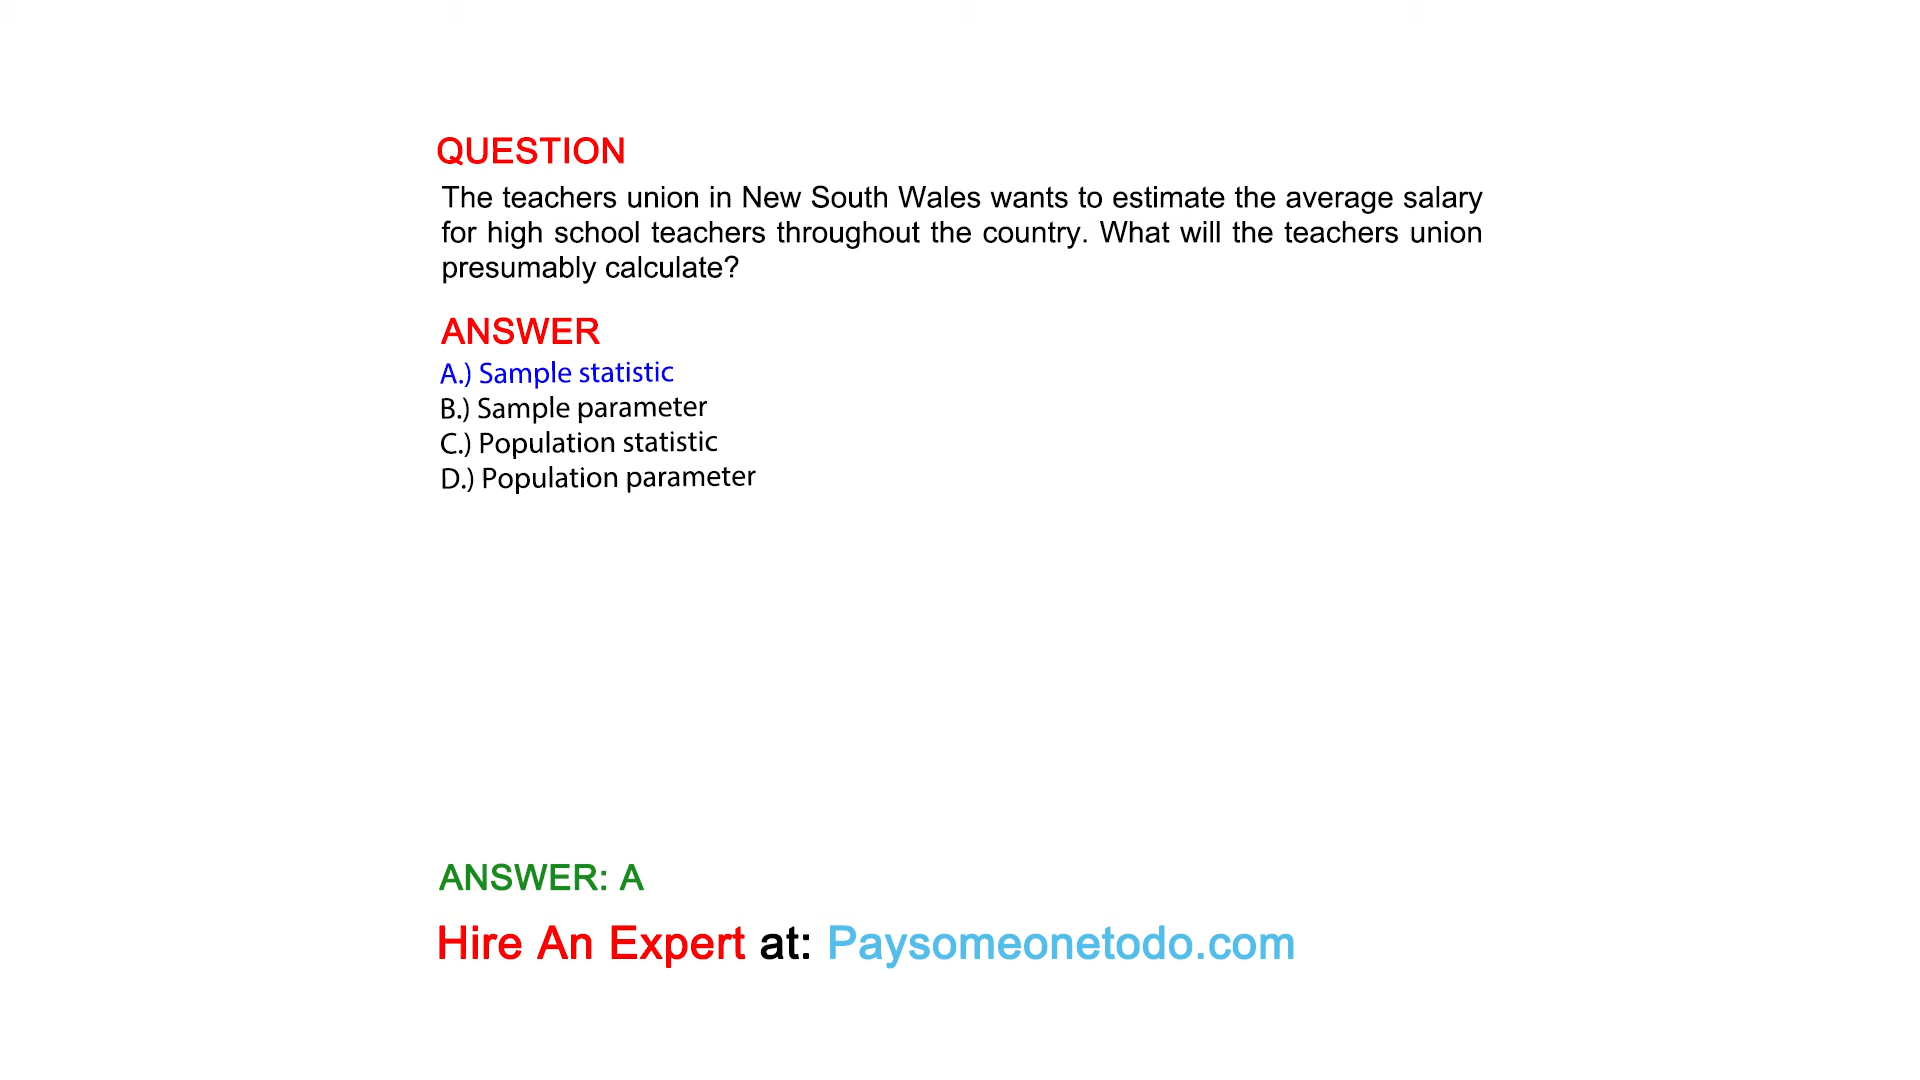 QUESTION
The teachers union in New South Wales wants to estimate the average salary
for high school teachers throughout the country. What will the teachers union
presumably calculate?
ANSWER
A.) Sample statistic
B.) Sample parameter
C.) Population statistic
D.) Population parameter
ANSWER: A
Hire An Expert at: Paysomeonetodo.com